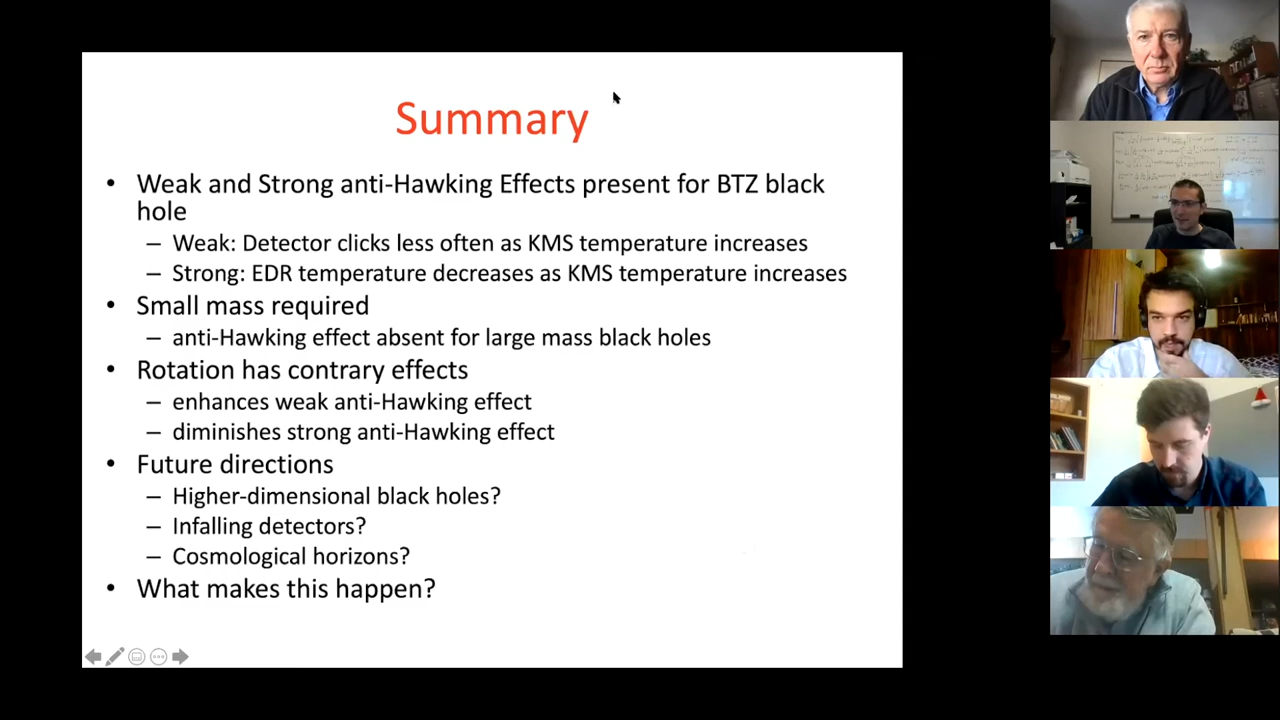 Summary
• Weak and Strong anti-Hawking Effects present for BTZ black
hole
– Weak: Detector clicks less often as KMS temperature increases
– Strong: EDR temperature decreases as KMS temperature increases
• Small mass required
– anti-Hawking effect absent for large mass black holes
• Rotation has contrary effects
– enhances weak anti-Hawking effect
– diminishes strong anti-Hawking effect
• Future directions
– Higher-dimensional black holes?
– Infalling detectors?
– Cosmological horizons?
• What makes this happen?